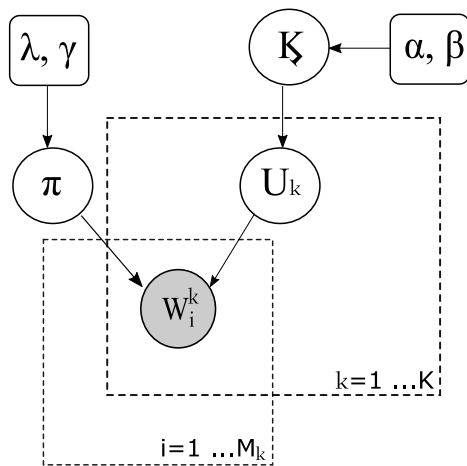 λ, γ
Ķ
α, β
π
Uₖ
Wᵢᵏ
k=1 ...K
i=1 ...Mₖ